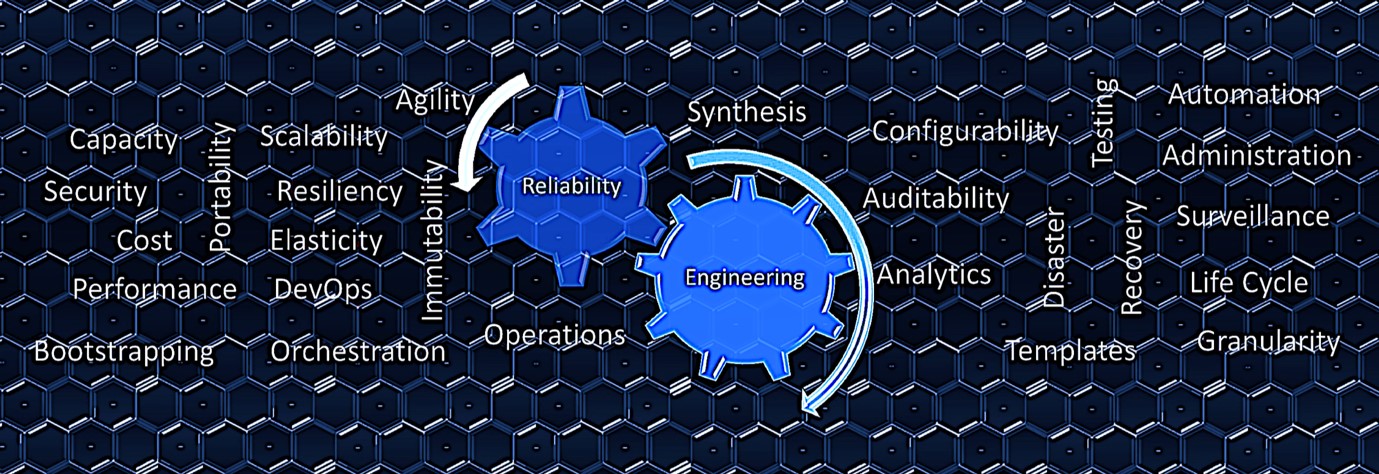 Agility
Capacity
Portability
Scalability
Security
Resiliency
Immutability
Cost
Elasticity
Performance
DevOps
Bootstrapping
Orchestration
Operations
Reliability
Engineering
Synthesis
Configurability
Auditability
Analytics
Testing
Disaster
Recovery
Templates
Automation
Administration
Surveillance
Life Cycle
Granularity